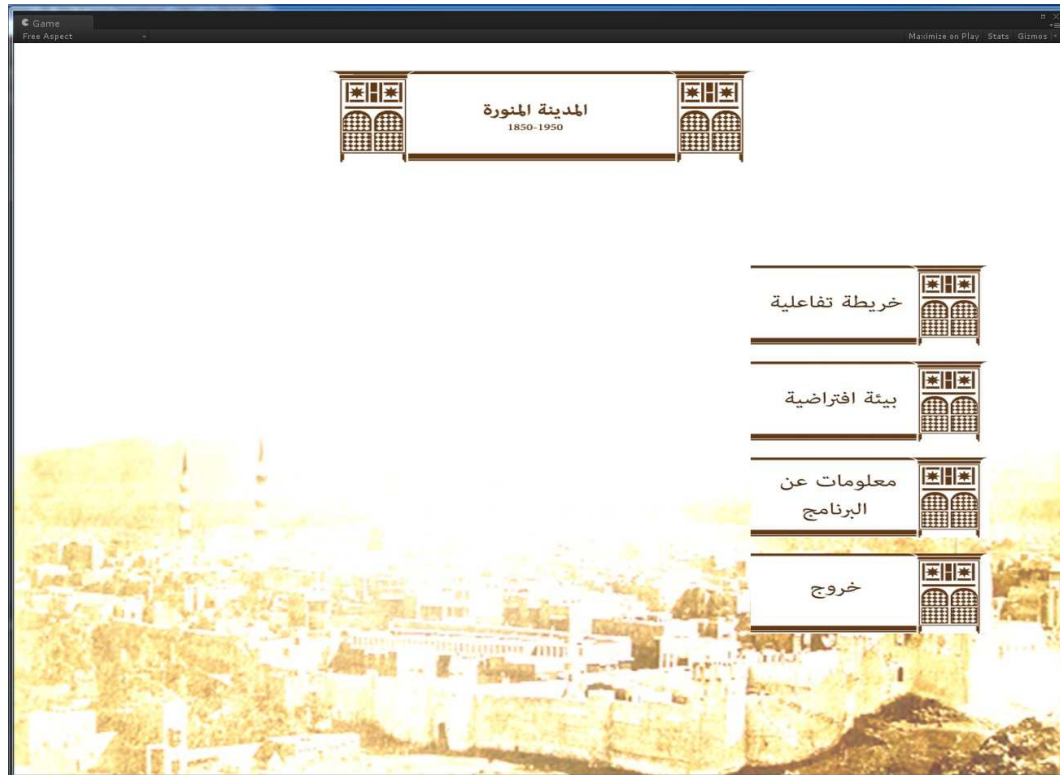 Game
Free Aspect
Maximize on Play Stats Gizmos
المدينة المنورة
1850-1950
خريطة تفاعلية
بيئة افتراضية
معلومات عن
البرنامج
خروج